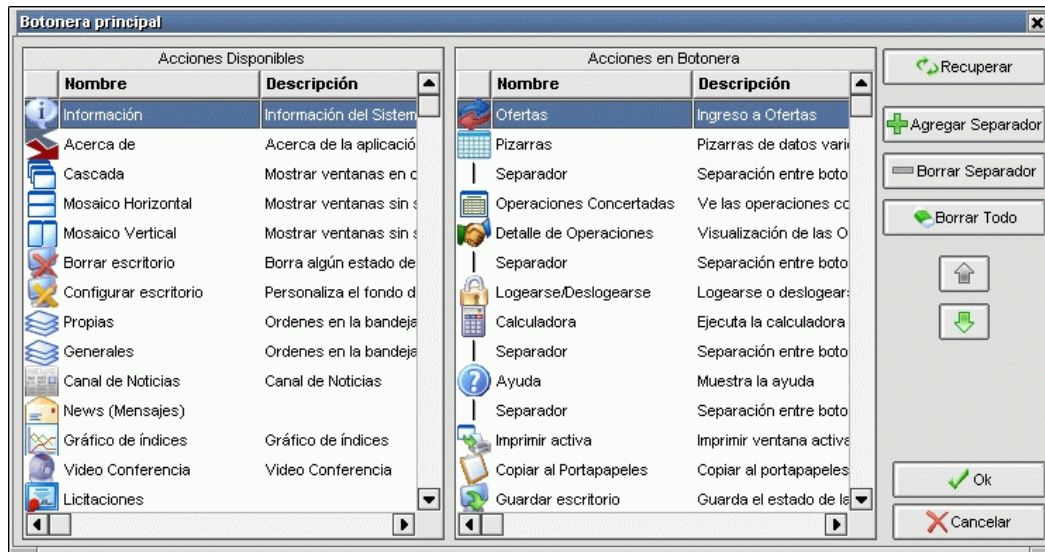 Botonera principal
Acciones Disponibles
Nombre Descripción
Información Información del Sistem
Acerca de Acerca de la aplicació
Cascada Mostrar ventanas en c
Mosaico Horizontal Mostrar ventanas sin s
Mosaico Vertical Mostrar ventanas sin s
Borrar escritorio Borra algún estado de
Configurar escritorio Personaliza el fondo d
Propias Ordenes en la bandeja
Generales Ordenes en la bandeja
Canal de Noticias Canal de Noticias
News (Mensajes)
Gráfico de índices Gráfico de índices
Video Conferencia Video Conferencia
Licitaciones
Acciones en Botonera
Nombre Descripción
Ofertas Ingreso a Ofertas
Pizarras Pizarras de datos vari
Separador Separación entre boto
Operaciones Concertadas Ve las operaciones co
Detalle de Operaciones Visualización de las O
Separador Separación entre boto
Logearse/Deslogearse Logearse o deslogear
Calculadora Ejecuta la calculadora
Separador Separación entre boto
Ayuda Muestra la ayuda
Separador Separación entre boto
Imprimir activa Imprimir ventana activa
Copiar al Portapapeles Copiar al portapapeles
Guardar escritorio Guarda el estado de la
Recuperar
Agregar Separador
Borrar Separador
Borrar Todo
Ok
Cancelar